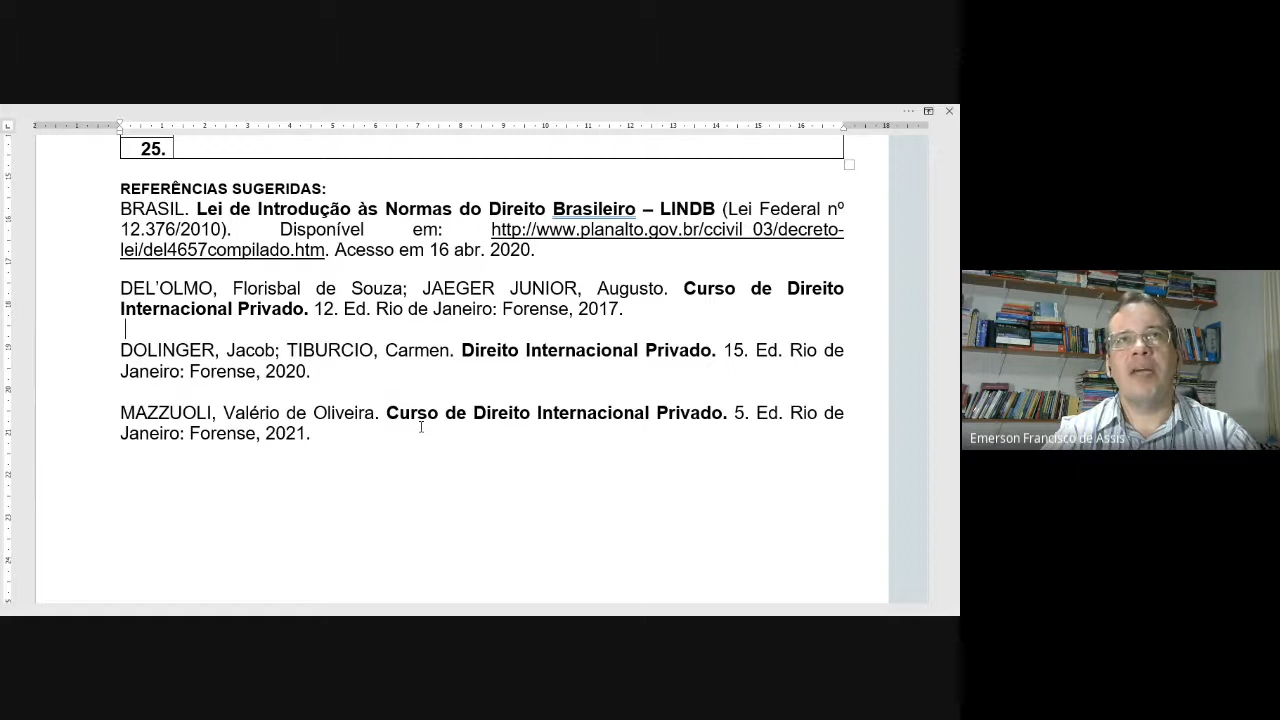 25.
REFERÊNCIAS SUGERIDAS:
BRASIL. Lei de Introdução às Normas do Direito Brasileiro – LINDB (Lei Federal nº
12.376/2010). Disponível em: http://www.planalto.gov.br/ccivil_03/decreto-
lei/del4657compilado.htm. Acesso em 16 abr. 2020.
DEL’OLMO, Florisbal de Souza; JAEGER JUNIOR, Augusto. Curso de Direito
Internacional Privado. 12. Ed. Rio de Janeiro: Forense, 2017.
DOLINGER, Jacob; TIBURCIO, Carmen. Direito Internacional Privado. 15. Ed. Rio de
Janeiro: Forense, 2020.
MAZZUOLI, Valério de Oliveira. Curso de Direito Internacional Privado. 5. Ed. Rio de
Janeiro: Forense, 2021.
Emerson Francisco de Assis